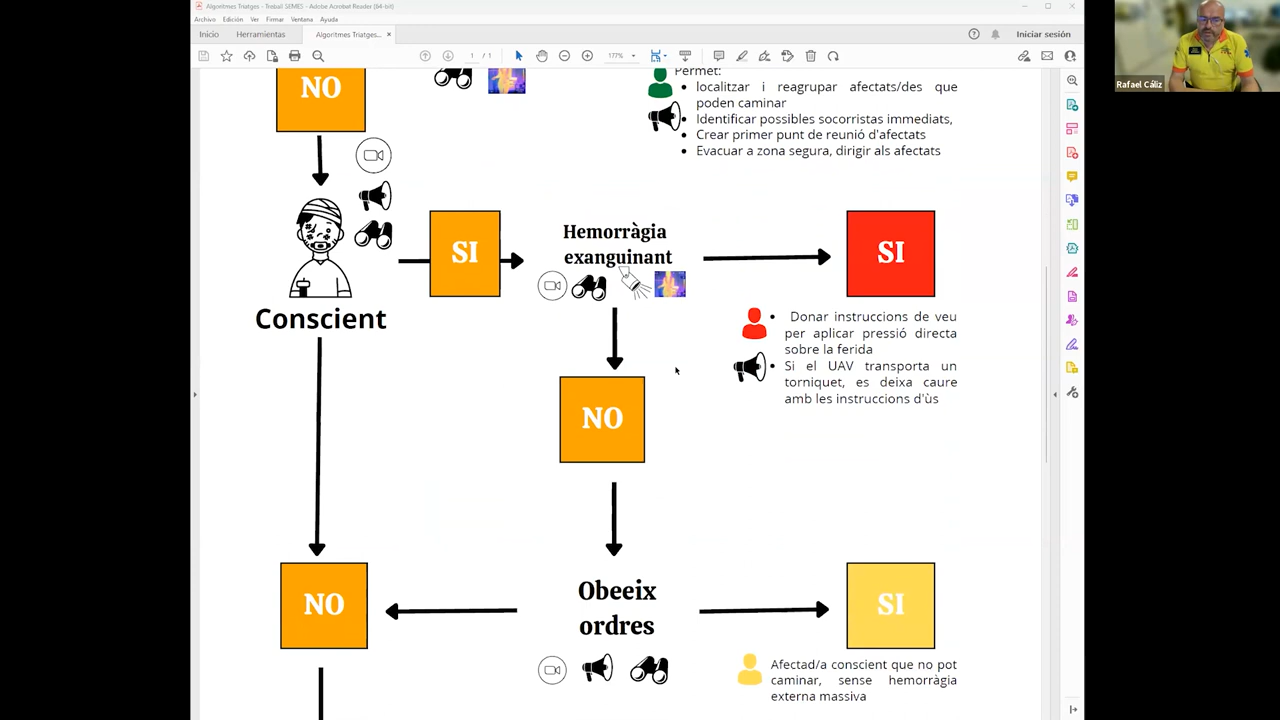 Algoritmes Triatges - Treball SEMES - Adobe Acrobat Reader (64-bit)
Archivo Edición Ver Firmar Ventana Ayuda
Inicio Herramientas Algoritmes Triatges... × Iniciar sesión
1 / 1 177%
Rafael Cáliz
NO
Permet:
• localitzar i reagrupar afectats/des que
poden caminar
• Identificar possibles socorristas immediats,
• Crear primer punt de reunió d'afectats
• Evacuar a zona segura, dirigir als afectats
SI
Hemorràgia
exanguinant
SI
Conscient
• Donar instruccions de veu
per aplicar pressió directa
sobre la ferida
• Si el UAV transporta un
torniquet, es deixa caure
amb les instruccions d'ùs
NO
NO
Obeeix
ordres
SI
Afectad/a conscient que no pot
caminar, sense hemorràgia
externa massiva